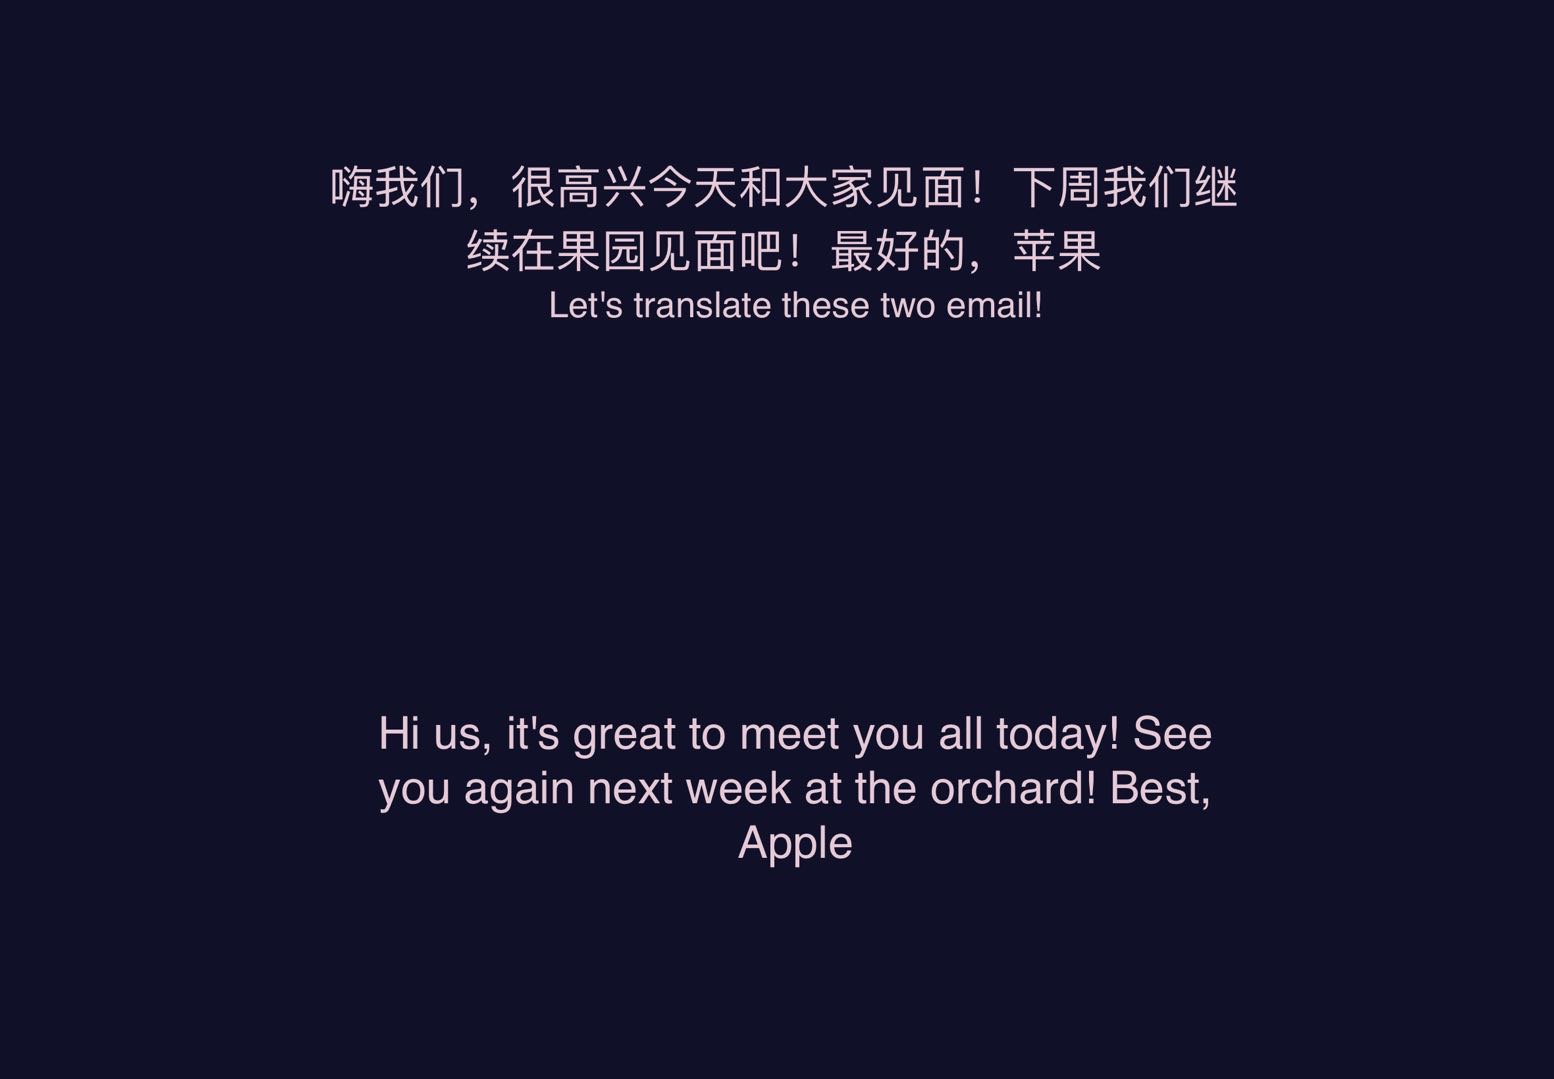 嗨我们，很高兴今天和大家见面！下周我们继
续在果园见面吧！最好的，苹果
Let's translate these two email!
Hi us, it's great to meet you all today! See
you again next week at the orchard! Best,
Apple